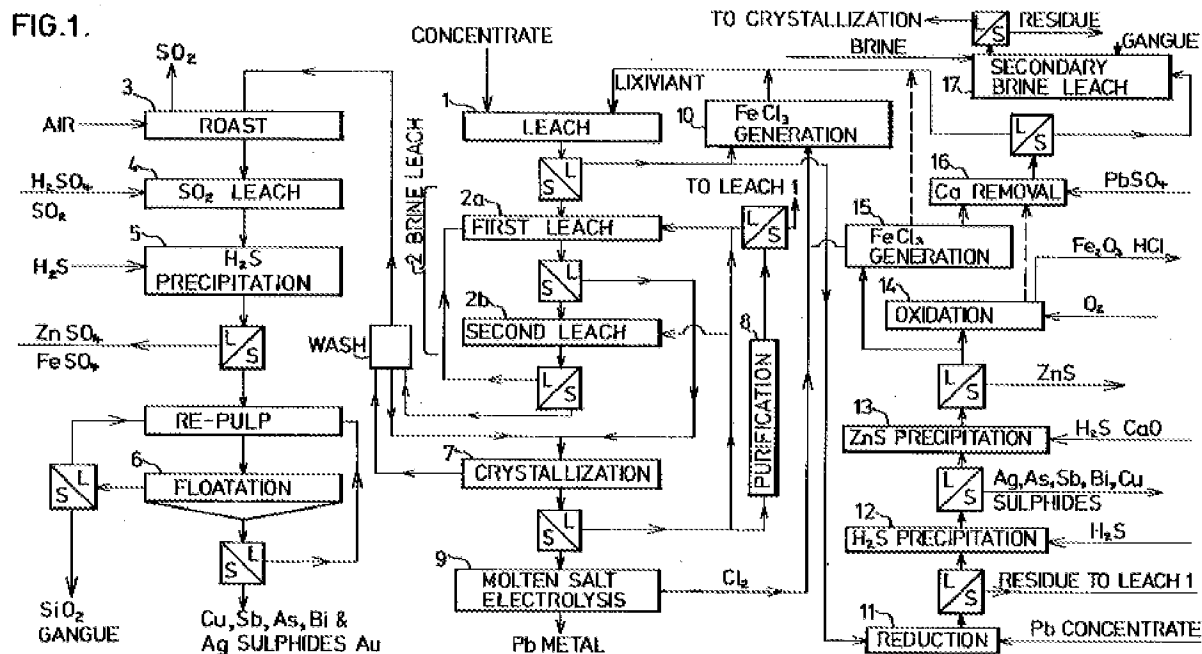 FIG.1.
SO2
3
AIR
ROAST
4
H2SO4
SO2
SO2 LEACH
5
H2S
H2S
PRECIPITATION
L
S
ZnSO4
FeSO4
RE-PULP
6
FLOATATION
L
S
L
S
SiO2
GANGUE
Cu,Sb,As,Bi &
Ag SULPHIDES Au
CONCENTRATE
LIXIVIANT
1
LEACH
L
S
2 BRINE LEACH
2a
FIRST LEACH
L
S
2b
SECOND LEACH
L
S
WASH
7
CRYSTALLIZATION
L
S
9
MOLTEN SALT
ELECTROLYSIS
Cl2
Pb METAL
10
FeCl3
GENERATION
TO LEACH 1
L
S
8
PURIFICATION
TO CRYSTALLIZATION
L
S
RESIDUE
BRINE
GANGUE
SECONDARY
17
BRINE LEACH
L
S
16
Ca REMOVAL
PbSO4
15
FeCl3
GENERATION
Fe2O3 HCl
14
OXIDATION
O2
L
S
ZnS
13
ZnS PRECIPITATION
H2S CaO
L
S
Ag,As,Sb,Bi,Cu
SULPHIDES
12
H2S PRECIPITATION
H2S
L
S
RESIDUE TO LEACH 1
11
REDUCTION
Pb CONCENTRATE